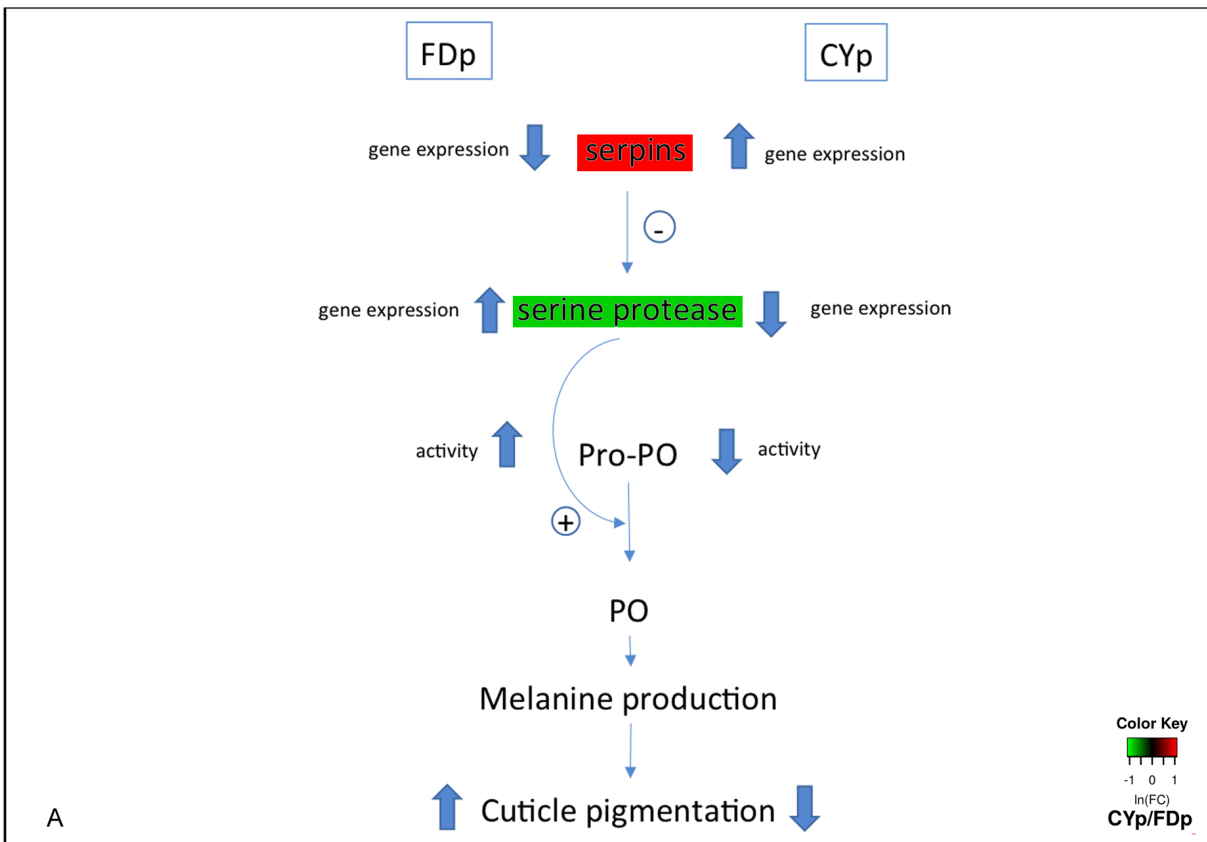 FDp
CYp
gene expression
serpins
gene expression
-
gene expression
serine protease
gene expression
activity
Pro-PO
activity
+
PO
Melanine production
Cuticle pigmentation
A
Color Key
-1 0 1
ln(FC)
CYp/FDp